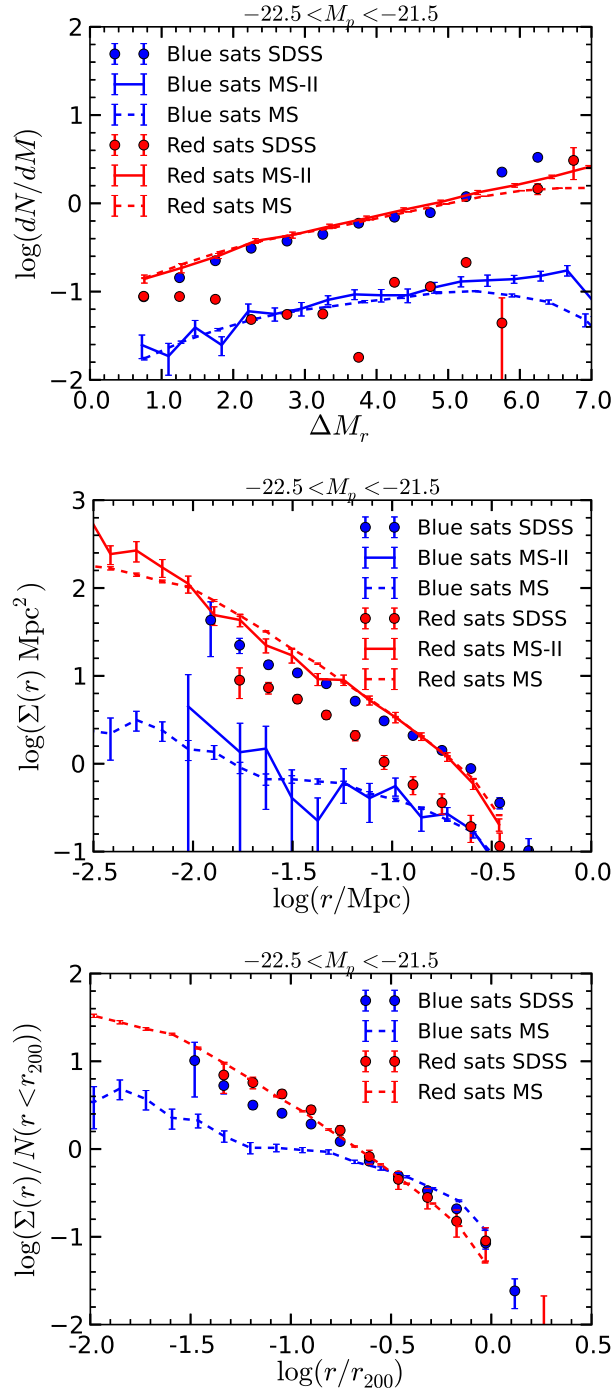 −22.5 < M_p < −21.5
Blue sats SDSS
Blue sats MS-II
Blue sats MS
Red sats SDSS
Red sats MS-II
Red sats MS
log(dN/dM)
2
1
0
−1
−2
0.0 1.0 2.0 3.0 4.0 5.0 6.0 7.0
ΔM_r
−22.5 < M_p < −21.5
Blue sats SDSS
Blue sats MS-II
Blue sats MS
Red sats SDSS
Red sats MS-II
Red sats MS
log(Σ(r) Mpc²)
3
2
1
0
−1
-2.5 -2.0 -1.5 -1.0 -0.5 0.0
log(r/Mpc)
−22.5 < M_p < −21.5
Blue sats SDSS
Blue sats MS
Red sats SDSS
Red sats MS
log(Σ(r)/N(r < r₂₀₀))
2
1
0
−1
−2
-2.0 -1.5 -1.0 -0.5 0.0 0.5
log(r/r₂₀₀)